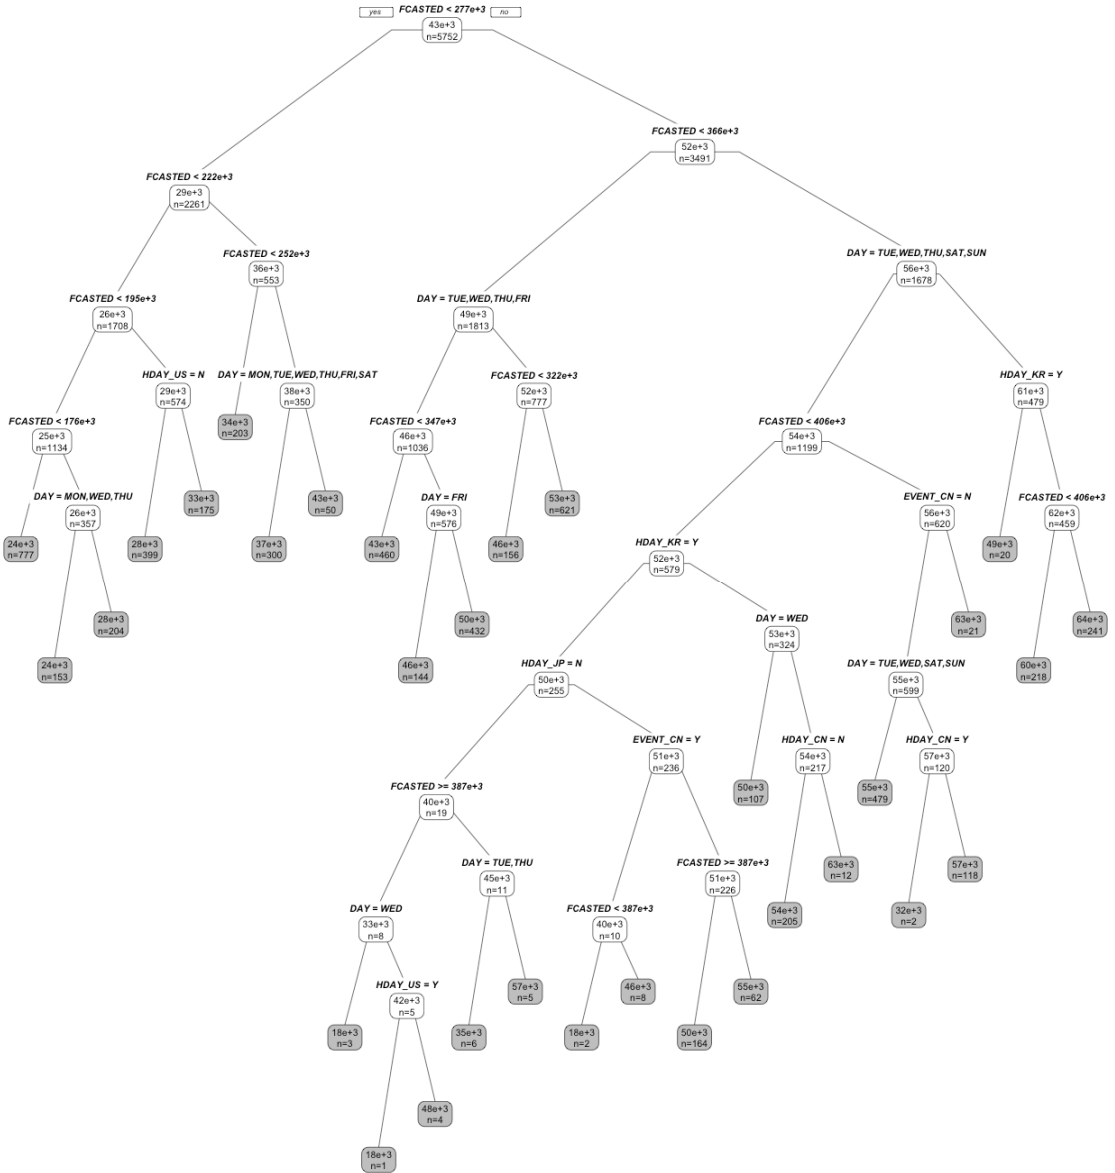 yes
FCASTED < 277e+3
no
43e+3
n=5752
FCASTED < 366e+3
52e+3
n=3491
FCASTED < 222e+3
29e+3
n=2261
FCASTED < 252e+3
36e+3
n=553
DAY = TUE,WED,THU,SAT,SUN
56e+3
n=1678
FCASTED < 195e+3
26e+3
n=1708
DAY = TUE,WED,THU,FRI
49e+3
n=1813
HDAY_US = N
29e+3
n=574
DAY = MON,TUE,WED,THU,FRI,SAT
38e+3
n=350
FCASTED < 322e+3
52e+3
n=777
HDAY_KR = Y
61e+3
n=479
34e+3
n=203
FCASTED < 176e+3
25e+3
n=1134
FCASTED < 347e+3
46e+3
n=1036
FCASTED < 406e+3
54e+3
n=1199
DAY = MON,WED,THU
26e+3
n=357
33e+3
n=175
43e+3
n=50
DAY = FRI
49e+3
n=576
53e+3
n=621
EVENT_CN = N
56e+3
n=620
FCASTED < 406e+3
62e+3
n=459
24e+3
n=777
28e+3
n=399
37e+3
n=300
43e+3
n=460
46e+3
n=156
HDAY_KR = Y
52e+3
n=579
49e+3
n=20
28e+3
n=204
50e+3
n=432
DAY = WED
53e+3
n=324
63e+3
n=21
64e+3
n=241
24e+3
n=153
46e+3
n=144
HDAY_JP = N
50e+3
n=255
DAY = TUE,WED,SAT,SUN
55e+3
n=599
60e+3
n=218
EVENT_CN = Y
51e+3
n=236
HDAY_CN = N
54e+3
n=217
HDAY_CN = Y
57e+3
n=120
FCASTED >= 387e+3
40e+3
n=19
50e+3
n=107
55e+3
n=479
DAY = TUE,THU
45e+3
n=11
FCASTED >= 387e+3
51e+3
n=226
63e+3
n=12
57e+3
n=118
DAY = WED
33e+3
n=8
FCASTED < 387e+3
40e+3
n=10
54e+3
n=205
32e+3
n=2
HDAY_US = Y
42e+3
n=5
57e+3
n=5
46e+3
n=8
55e+3
n=62
18e+3
n=3
35e+3
n=6
18e+3
n=2
50e+3
n=164
48e+3
n=4
18e+3
n=1